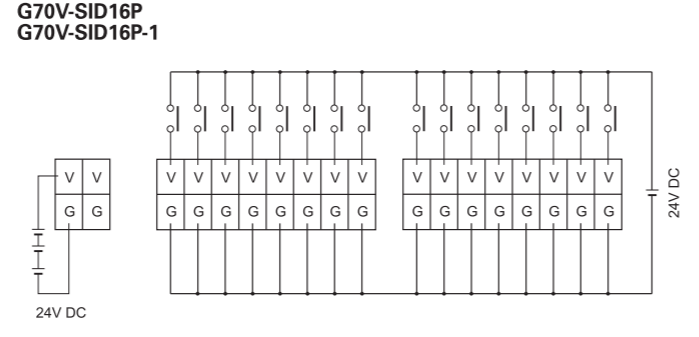 G70V-SID16P
G70V-SID16P-1
V V V V V V V V V V V V V V V V V V
G G G G G G G G G G G G G G G G G G
24V DC
24V DC